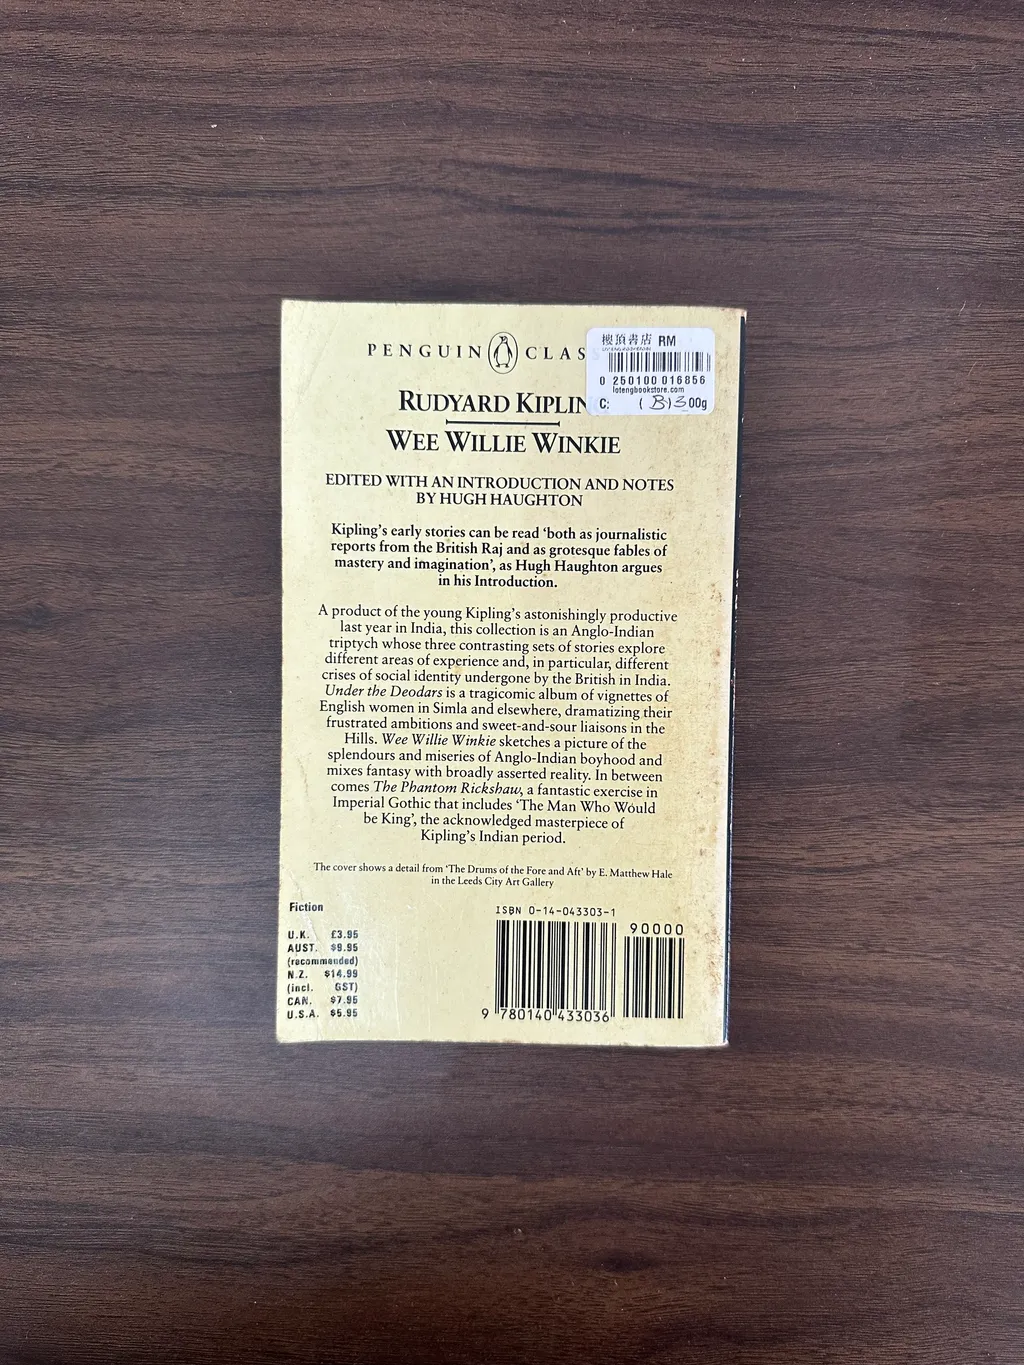 PENGUIN CLAS
樓頂書店 RM
0 250100 016856
lotengbookstore.com
C: ( B ) 3 00g
RUDYARD KIPLIN
WEE WILLIE WINKIE
EDITED WITH AN INTRODUCTION AND NOTES
BY HUGH HAUGHTON
Kipling's early stories can be read ‘both as journalistic
reports from the British Raj and as grotesque fables of
mastery and imagination’, as Hugh Haughton argues
in his Introduction.
A product of the young Kipling's astonishingly productive
last year in India, this collection is an Anglo-Indian
triptych whose three contrasting sets of stories explore
different areas of experience and, in particular, different
crises of social identity undergone by the British in India.
Under the Deodars is a tragicomic album of vignettes of
English women in Simla and elsewhere, dramatizing their
frustrated ambitions and sweet-and-sour liaisons in the
Hills. Wee Willie Winkie sketches a picture of the
splendours and miseries of Anglo-Indian boyhood and
mixes fantasy with broadly asserted reality. In between
comes The Phantom Rickshaw, a fantastic exercise in
Imperial Gothic that includes ‘The Man Who Would
be King’, the acknowledged masterpiece of
Kipling's Indian period.
The cover shows a detail from ‘The Drums of the Fore and Aft’ by E. Matthew Hale
in the Leeds City Art Gallery
Fiction
U.K. £3.95
AUST. $9.95
(recommended)
N.Z. $14.99
(incl. GST)
CAN. $7.95
U.S.A. $5.95
ISBN 0-14-043303-1
90000
9 780140 433036